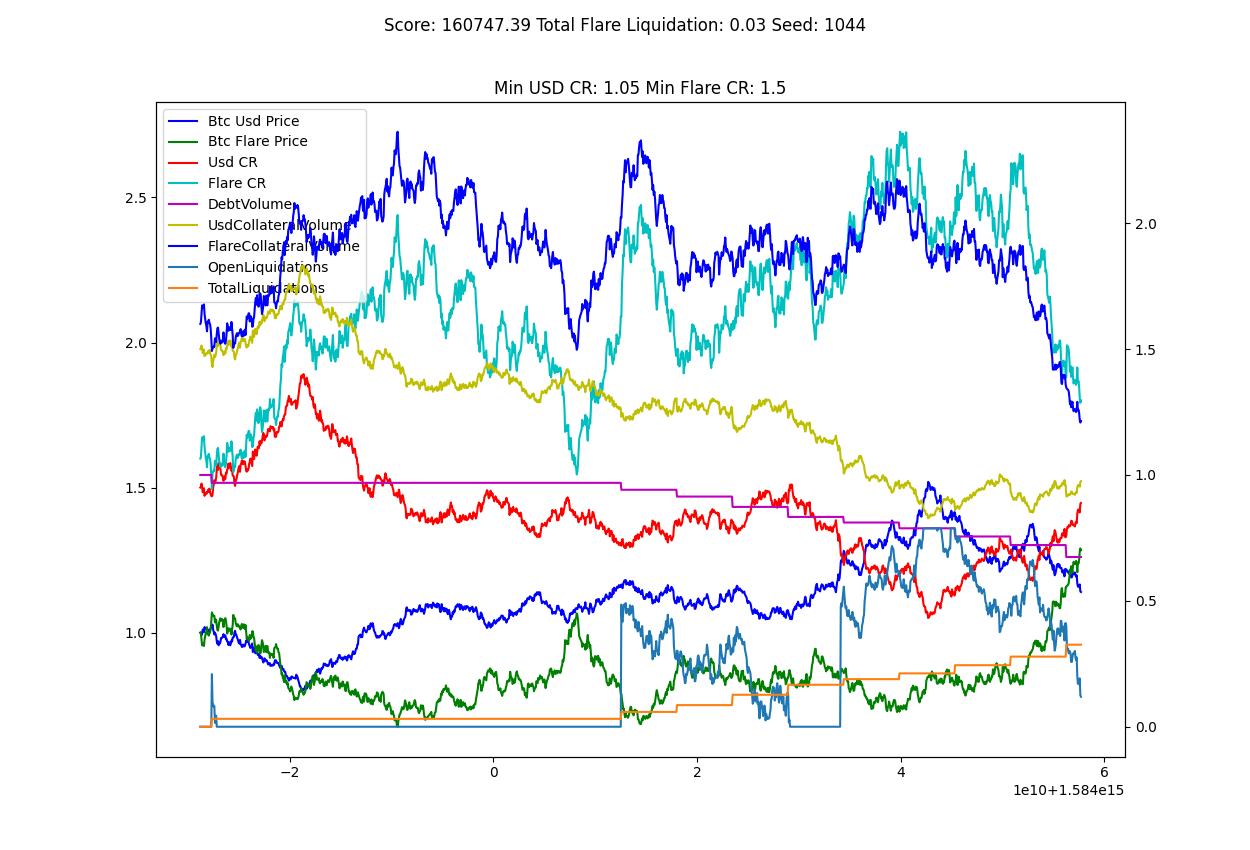 Score: 160747.39 Total Flare Liquidation: 0.03 Seed: 1044
Min USD CR: 1.05 Min Flare CR: 1.5
Btc Usd Price
Btc Flare Price
Usd CR
Flare CR
DebtVolume
UsdCollateralVolume
FlareCollateralVolume
OpenLiquidations
TotalLiquidations
2.5
2.0
1.5
1.0
2.0
1.5
1.0
0.5
0.0
−2 0 2 4 6
1e10+1.584e15